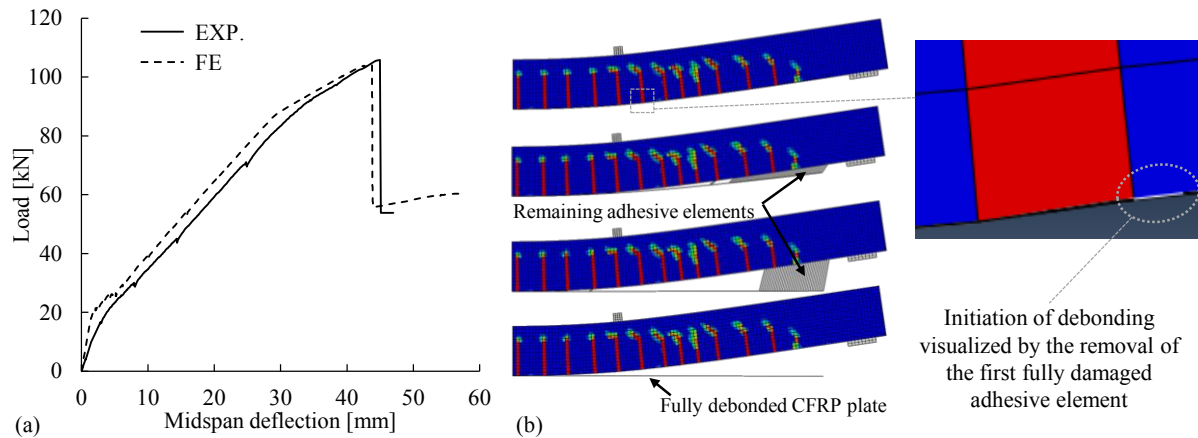 120
100
80
60
40
20
0
Load [kN]
EXP.
FE
0 10 20 30 40 50 60
Midspan deflection [mm]
(a)
Remaining adhesive elements
Fully debonded CFRP plate
(b)
Initiation of debonding
visualized by the removal of
the first fully damaged
adhesive element